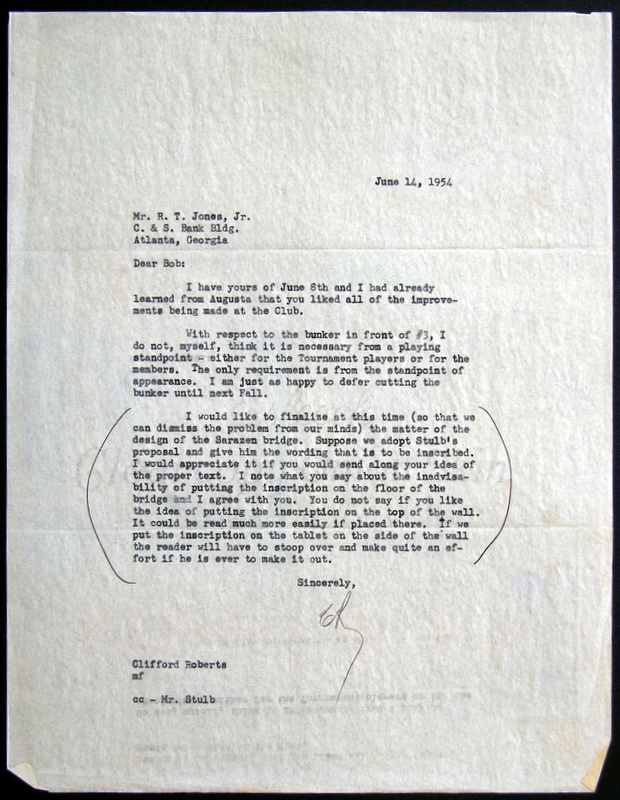 June 14, 1954
Mr. R. T. Jones, Jr.
C. & S. Bank Bldg.
Atlanta, Georgia
Dear Bob:
I have yours of June 8th and I had already
learned from Augusta that you liked all of the improve-
ments being made at the Club.
With respect to the bunker in front of #3, I
do not, myself, think it is necessary from a playing
standpoint - either for the Tournament players or for the
members. The only requirement is from the standpoint of
appearance. I am just as happy to defer cutting the
bunker until next Fall.
I would like to finalize at this time (so that we
can dismiss the problem from our minds) the matter of the
design of the Sarazen bridge. Suppose we adopt Stulb's
proposal and give him the wording that is to be inscribed.
I would appreciate it if you would send along your idea of
the proper text. I note what you say about the inadvisa-
bility of putting the inscription on the floor of the
bridge and I agree with you. You do not say if you like
the idea of putting the inscription on the top of the wall.
It could be read much more easily if placed there. If we
put the inscription on the tablet on the side of the wall
the reader will have to stoop over and make quite an ef-
fort if he is ever to make it out.
Sincerely,
Clifford Roberts
mf
cc - Mr. Stulb